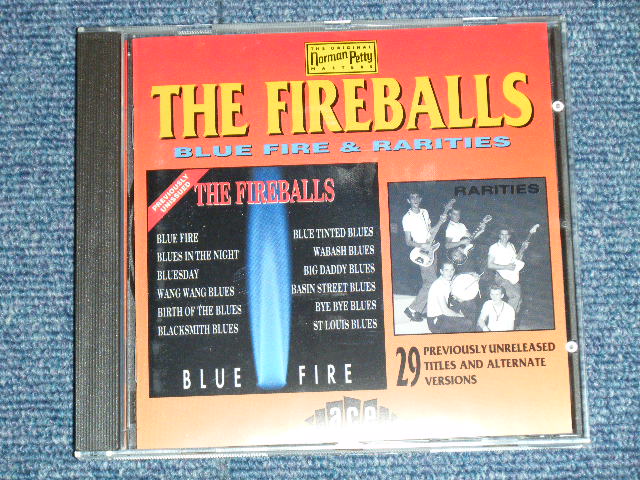 THE ORIGINAL
Norman Petty
MASTERS
THE FIREBALLS
BLUE FIRE & RARITIES
PREVIOUSLY
UNISSUED
THE FIREBALLS
BLUE FIRE
BLUES IN THE NIGHT
BLUESDAY
WANG WANG BLUES
BIRTH OF THE BLUES
BLACKSMITH BLUES
BLUE TINTED BLUES
WABASH BLUES
BIG DADDY BLUES
BASIN STREET BLUES
BYE BYE BLUES
ST LOUIS BLUES
BLUE FIRE
RARITIES
29 PREVIOUSLY UNRELEASED
TITLES AND ALTERNATE
VERSIONS
ace